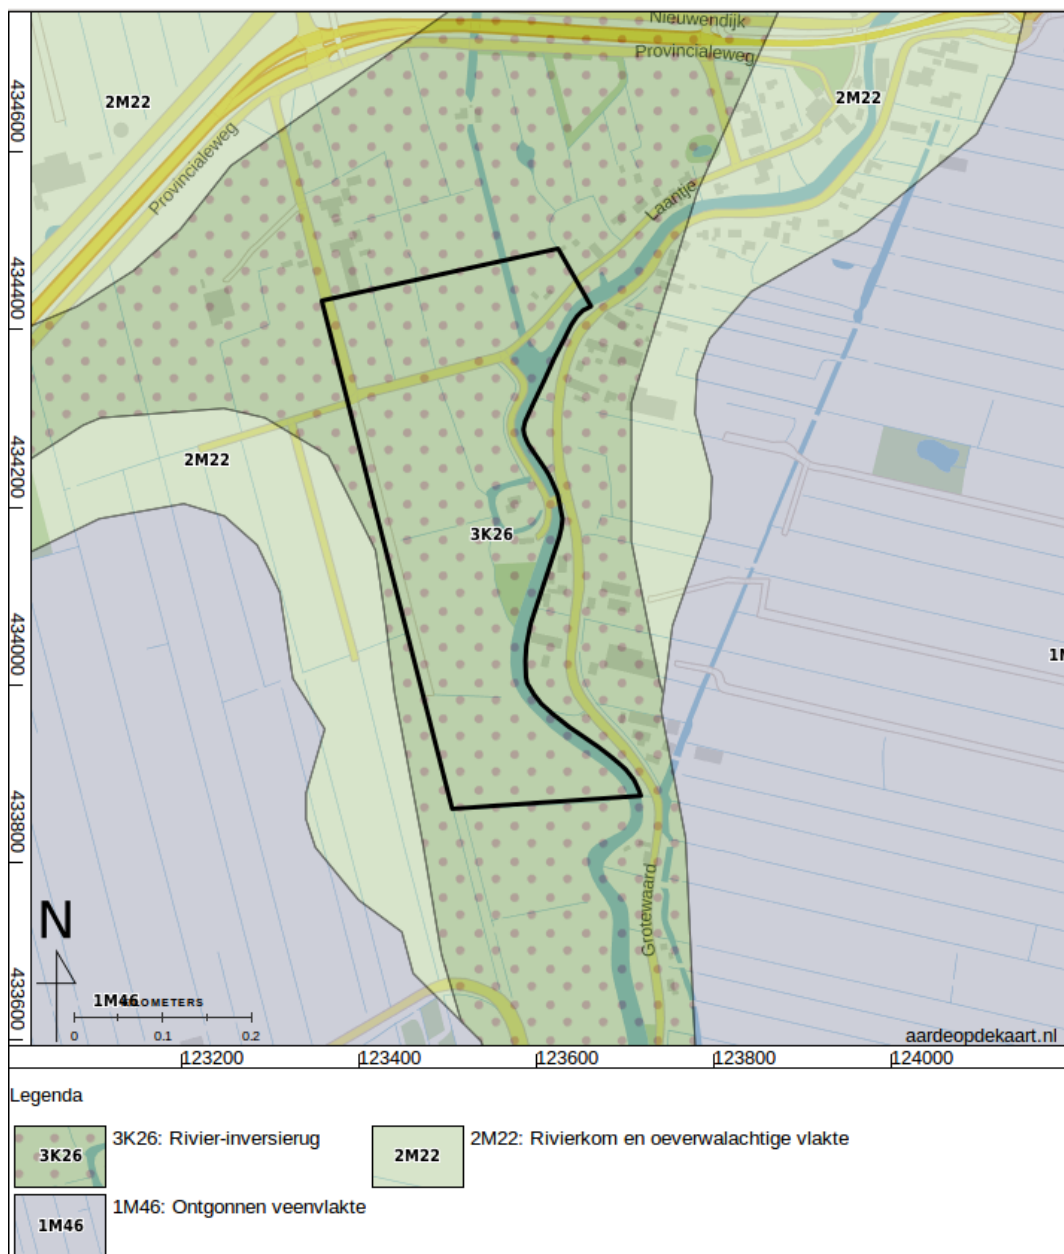 Nieuwendijk
Provincialeweg
2M22
2M22
Provincialeweg
Laantje
2M22
3K26
Grotewaard
434600
434400
434200
434000
433800
433600
N
1M46
0 0.1 0.2
aardeopdekaart.nl
123200 123400 123600 123800 124000
Legenda
3K26 3K26: Rivier-inversierug
2M22 2M22: Rivierkom en oeverwalachtige vlakte
1M46 1M46: Ontgonnen veenvlakte